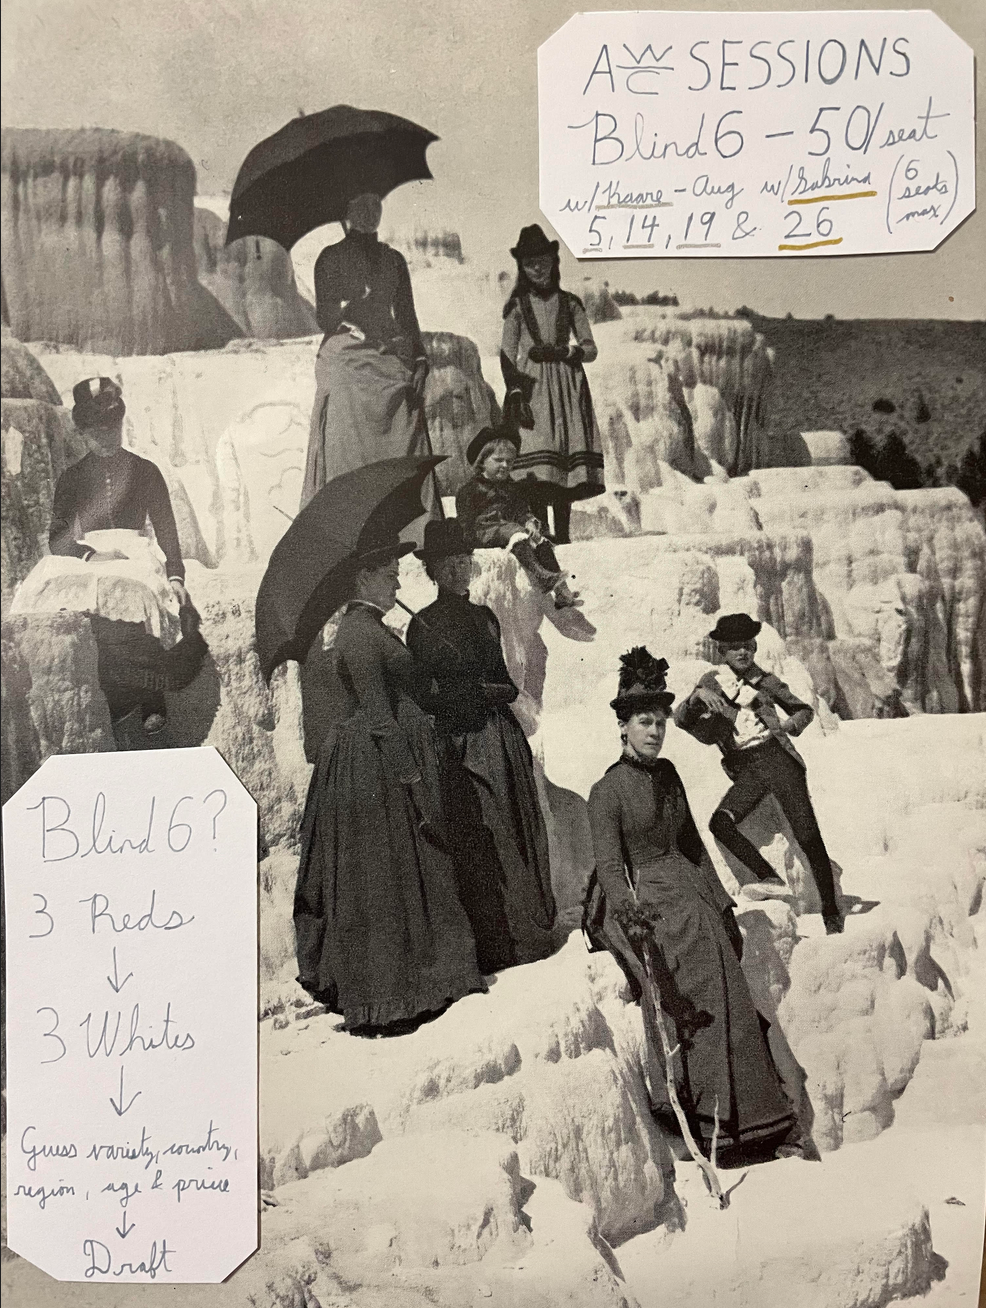 AWC SESSIONS
Blind 6 – 50/seat
w/Kaare – Aug w/Sabrina (6 seats max)
5, 14, 19 & 26
Blind 6?
3 Reds
↓
3 Whites
↓
Guess variety, country,
region, age & price
↓
Draft